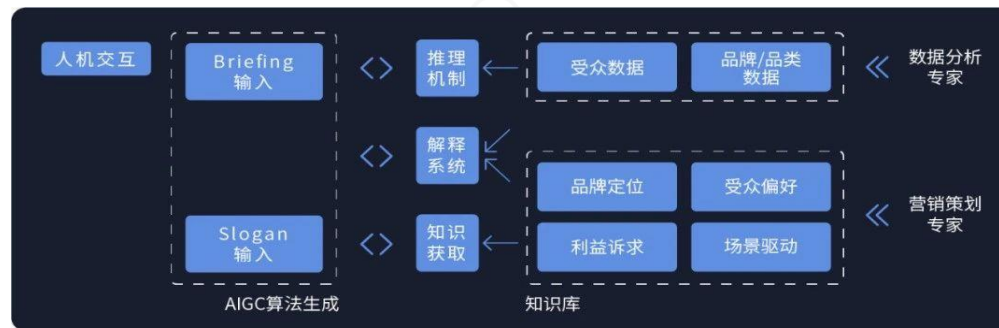 人机交互
Briefing
输入
推理
机制
受众数据
品牌/品类
数据
数据分析
专家
解释
系统
品牌定位
受众偏好
营销策划
专家
Slogan
输入
知识
获取
利益诉求
场景驱动
AIGC算法生成
知识库